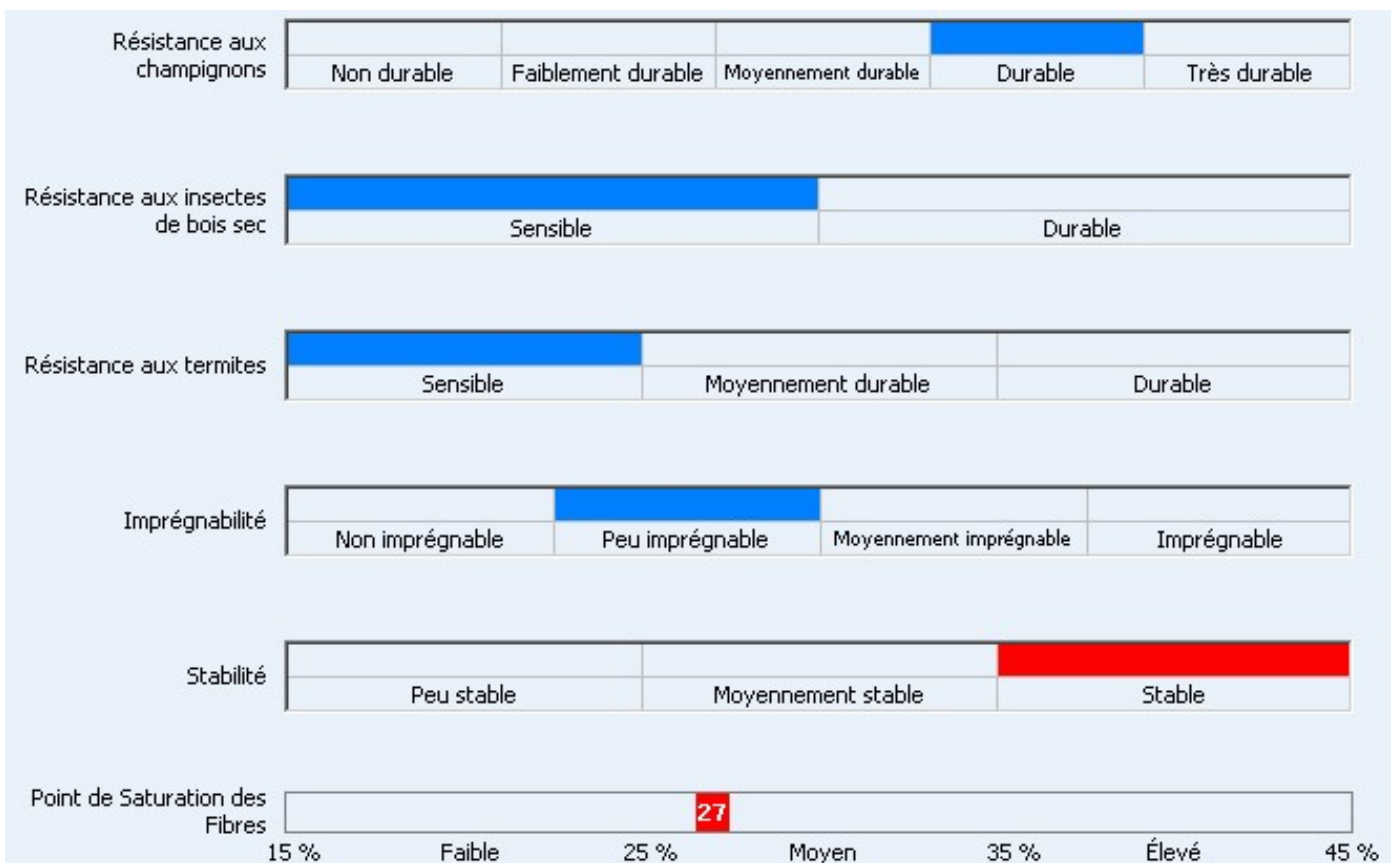 Résistance aux
champignons
Non durable Faiblement durable Moyennement durable Durable Très durable
Résistance aux insectes
de bois sec
Sensible Durable
Résistance aux termites
Sensible Moyennement durable Durable
Imprégnabilité
Non imprégnable Peu imprégnable Moyennement imprégnable Imprégnable
Stabilité
Peu stable Moyennement stable Stable
Point de Saturation des
Fibres
27
15 % Faible 25 % Moyen 35 % Élevé 45 %